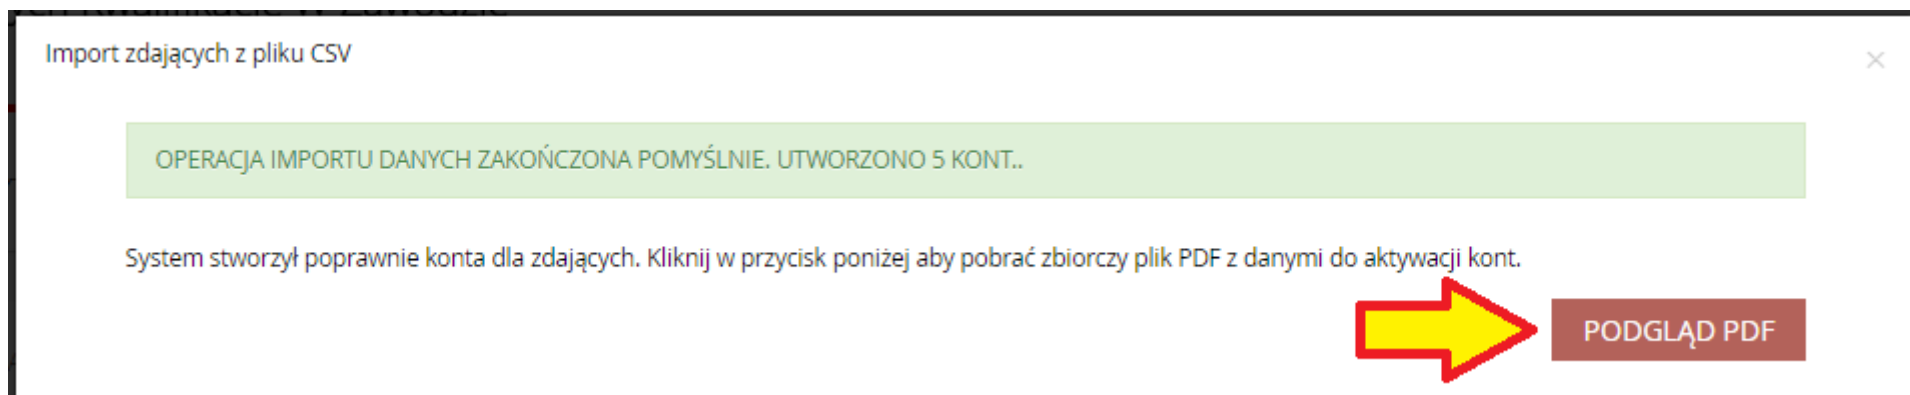 Import zdających z pliku CSV
×
OPERACJA IMPORTU DANYCH ZAKOŃCZONA POMYŚLNIE. UTWORZONO 5 KONT..
System stworzył poprawnie konta dla zdających. Kliknij w przycisk poniżej aby pobrać zbiorczy plik PDF z danymi do aktywacji kont.
PODGLĄD PDF